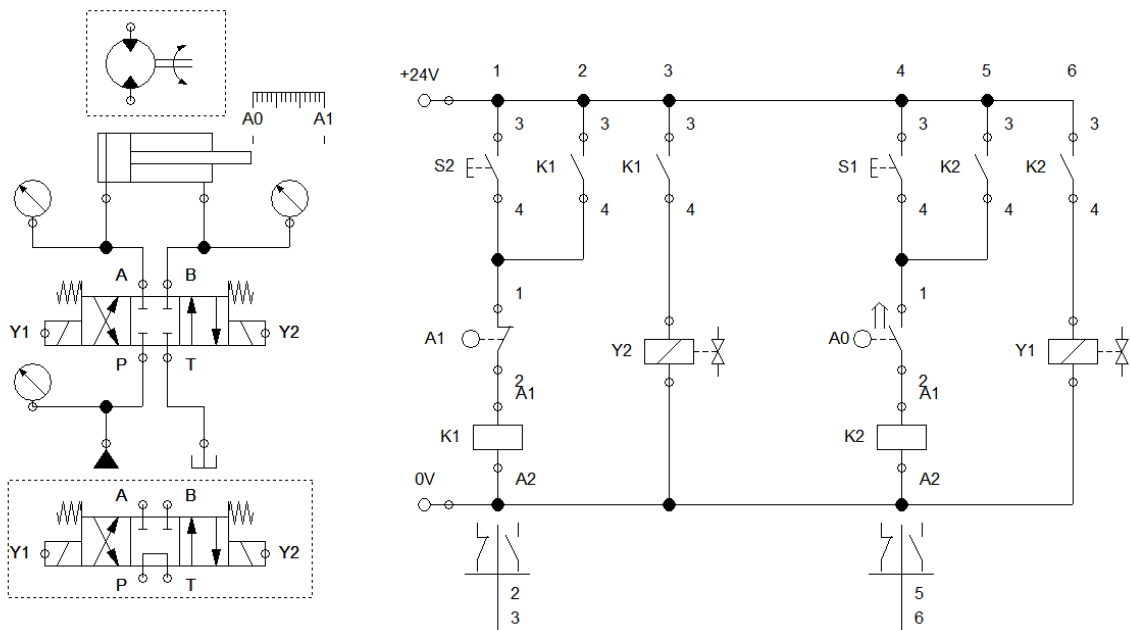 1 2 3 4 5 6
+24V
A0 A1
3 3 3 3 3 3
S2 K1 K1 S1 K2 K2
4 4 4 4 4 4
A B
1 1
Y1 Y2
A1 Y2 A0 Y1
P T
2 2
A1 A1
K1 K2
0V A2 A2
A B
Y1 Y2
P T
2 5
3 6